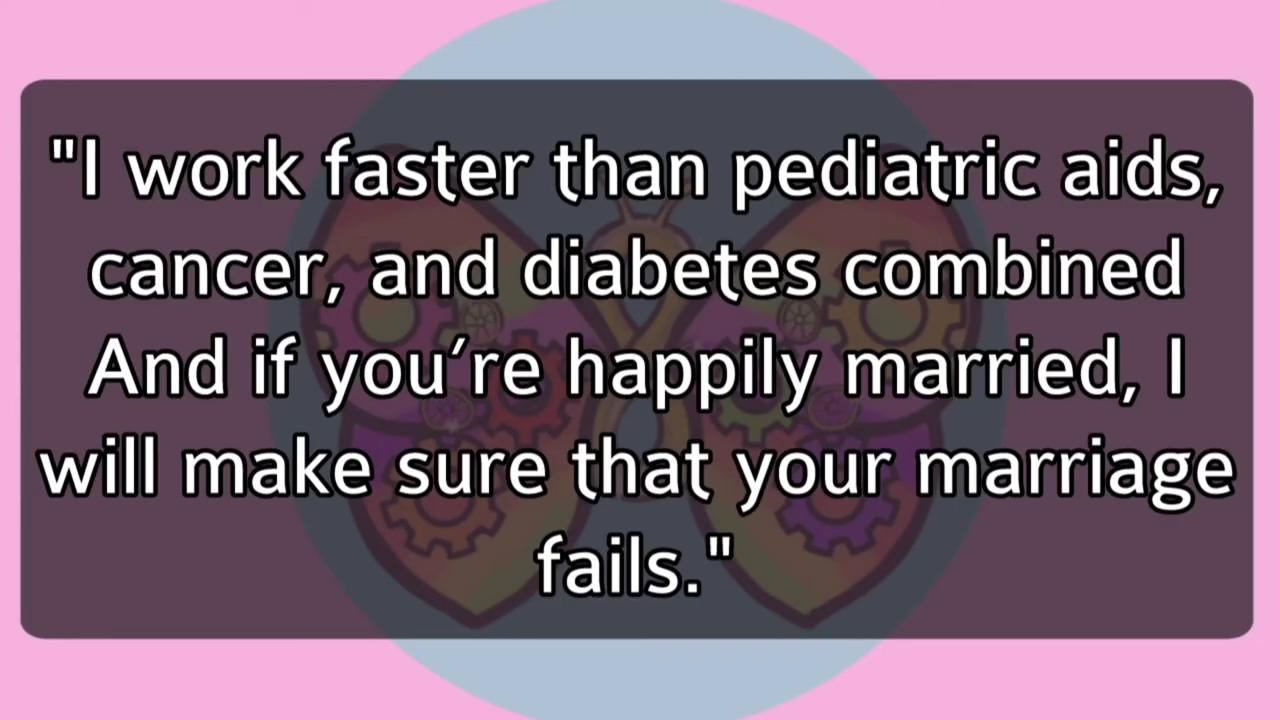 "I work faster than pediatric aids,
cancer, and diabetes combined
And if you′re happily married, I
will make sure that your marriage
fails."